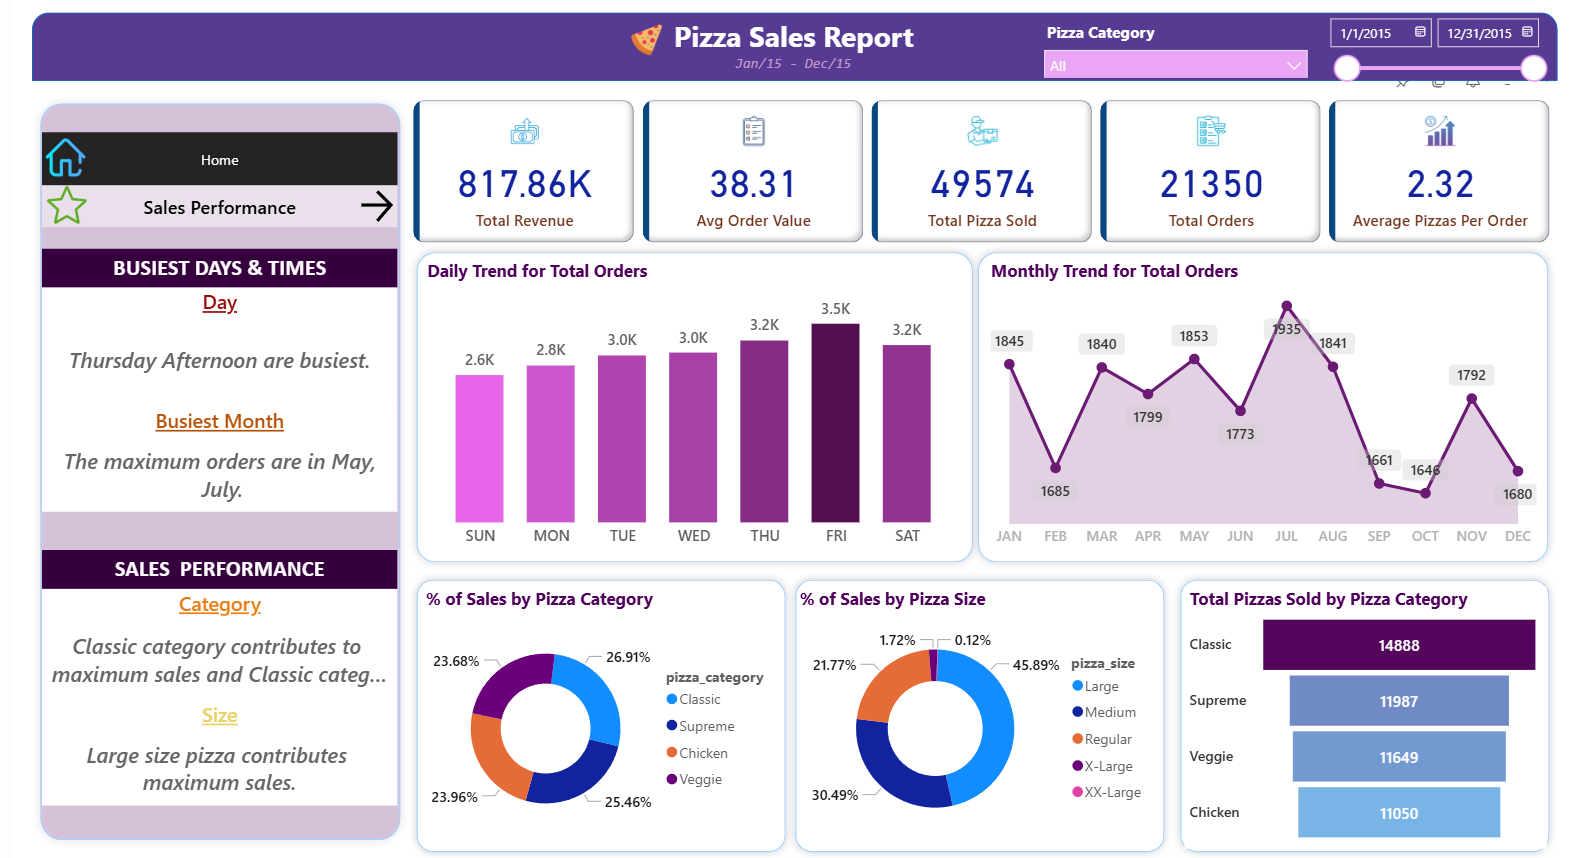 Pizza Sales Report
Jan/15 - Dec/15
Pizza Category
All
1/1/2015
12/31/2015
Home
Sales Performance
BUSIEST DAYS & TIMES
Day
Thursday Afternoon are busiest.
Busiest Month
The maximum orders are in May,
July.
SALES PERFORMANCE
Category
Classic category contributes to
maximum sales and Classic categ...
Size
Large size pizza contributes
maximum sales.
817.86K
Total Revenue
38.31
Avg Order Value
49574
Total Pizza Sold
21350
Total Orders
2.32
Average Pizzas Per Order
Daily Trend for Total Orders
2.6K
2.8K
3.0K
3.0K
3.2K
3.5K
3.2K
SUN
MON
TUE
WED
THU
FRI
SAT
Monthly Trend for Total Orders
1845
1685
1840
1799
1853
1773
1935
1841
1661
1646
1792
1680
JAN
FEB
MAR
APR
MAY
JUN
JUL
AUG
SEP
OCT
NOV
DEC
% of Sales by Pizza Category
23.68%
26.91%
23.96%
25.46%
pizza_category
Classic
Supreme
Chicken
Veggie
% of Sales by Pizza Size
1.72%
0.12%
21.77%
45.89%
30.49%
pizza_size
Large
Medium
Regular
X-Large
XX-Large
Total Pizzas Sold by Pizza Category
Classic
14888
Supreme
11987
Veggie
11649
Chicken
11050